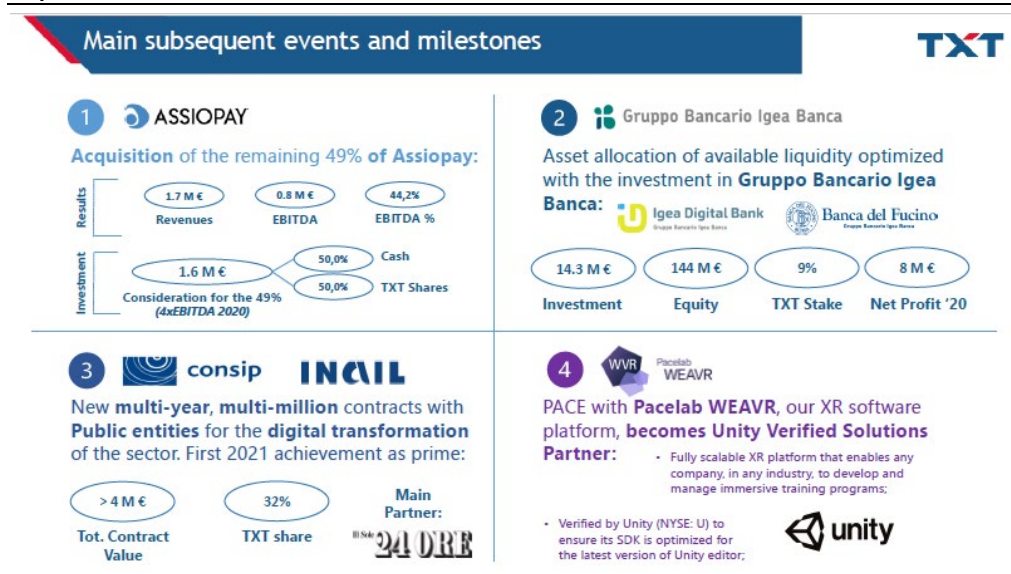 Main subsequent events and milestones
TXT
1
ASSIOPAY
Acquisition of the remaining 49% of Assiopay:
Results
1.7 M €
Revenues
0.8 M €
EBITDA
44,2%
EBITDA %
Investment
1.6 M €
Consideration for the 49%
(4xEBITDA 2020)
50,0%
Cash
50,0%
TXT Shares
2
Gruppo Bancario Igea Banca
Asset allocation of available liquidity optimized
with the investment in Gruppo Bancario Igea
Banca:
Igea Digital Bank
Gruppo Bancario Igea Banca
Banca del Fucino
Gruppo Bancario Igea Banca
14.3 M €
Investment
144 M €
Equity
9%
TXT Stake
8 M €
Net Profit '20
3
consip
INAIL
New multi-year, multi-million contracts with
Public entities for the digital transformation
of the sector. First 2021 achievement as prime:
> 4 M €
Tot. Contract
Value
32%
TXT share
Main
Partner:
Il Sole
24 ORE
4
WVR
Pacelab
WEAVR
PACE with Pacelab WEAVR, our XR software
platform, becomes Unity Verified Solutions
Partner:
• Fully scalable XR platform that enables any
company, in any industry, to develop and
manage immersive training programs;
• Verified by Unity (NYSE: U) to
ensure its SDK is optimized for
the latest version of Unity editor;
unity